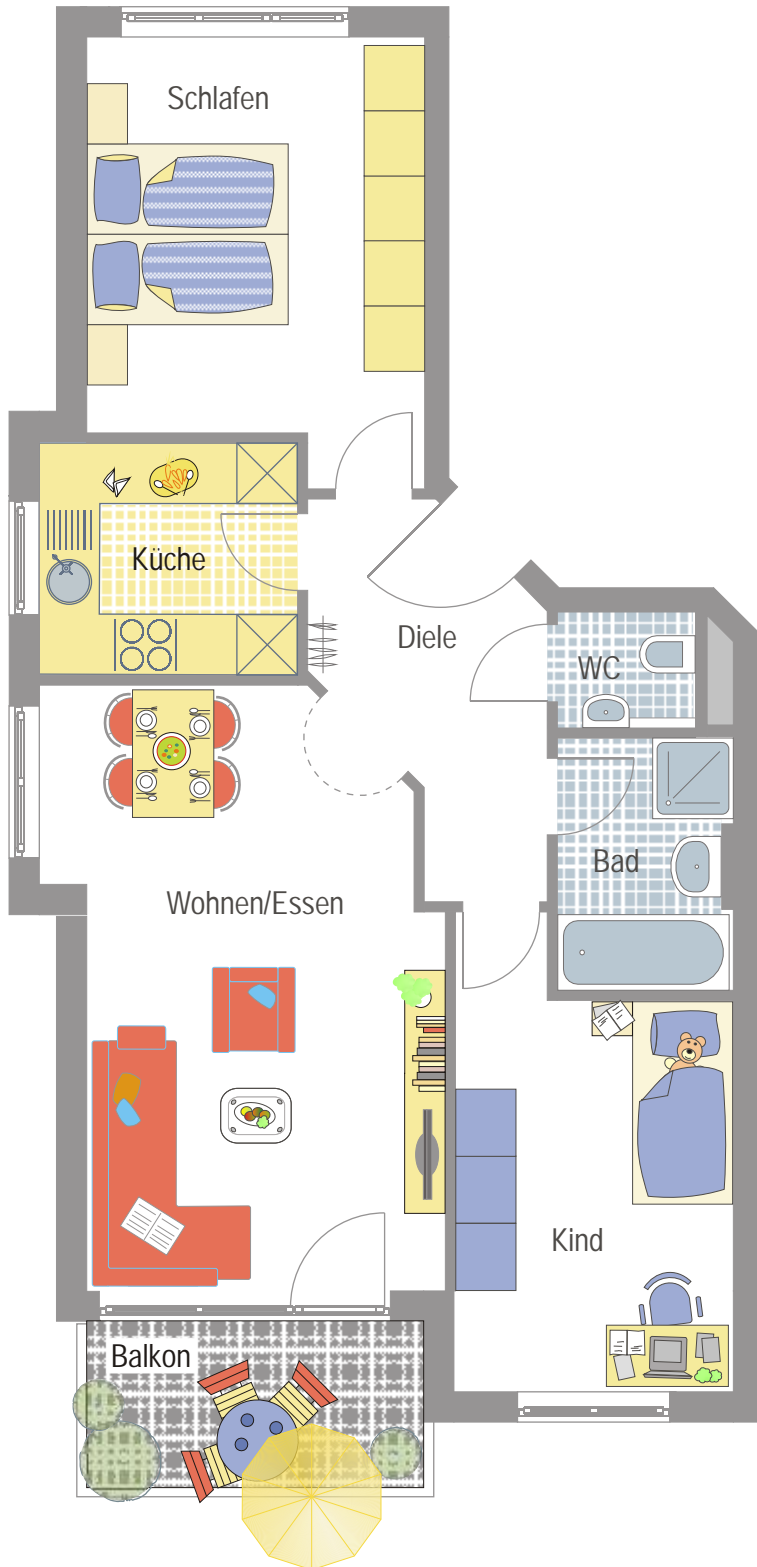 Schlafen
Küche
Diele
WC
Bad
Wohnen/Essen
Kind
Balkon